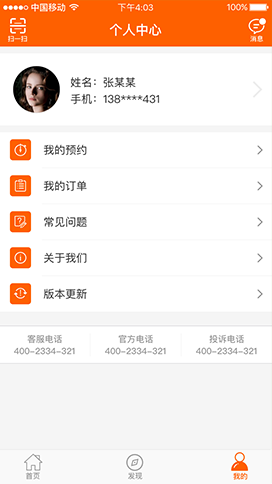 中国移动 下午4:03 100%
扫一扫 个人中心 消息
姓名：张某某
手机：138****431
我的预约
我的订单
常见问题
关于我们
版本更新
客服电话 官方电话 投诉电话
400-2334-321 400-2334-321 400-2334-321
首页 发现 我的